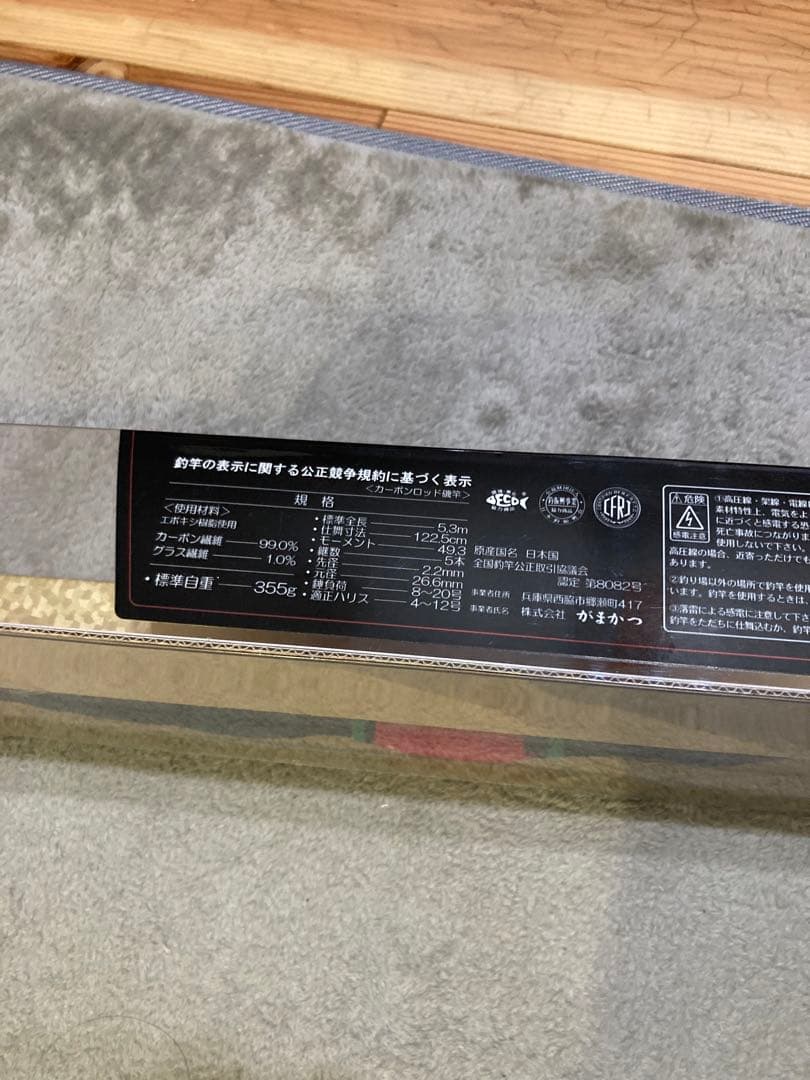 釣竿の表示に関する公正競争規約に基づく表示
<カーボンロッド磯竿>
規 格
<使用材料>
エポキシ樹脂使用
カーボン繊維 99.0%
グラス繊維 1.0%
・標準自重 355g
・標準全長 5.3m
・仕舞寸法 122.5cm
・モーメント 49.3
・継数 5本
・先径 2.2mm
・元径 26.6mm
・錘負荷 8～20号
・適正ハリス 4～12号
ECO
CFRJ
原産国名 日本国
全国釣竿公正取引協議会
認定 第8082号
事業者住所 兵庫県西脇市郷瀬町417
事業者氏名 株式会社 がまかつ
危険
感電注意
①高圧線・架線・電線
素材特性上、電気をよ
に近づくと感電する恐
死亡事故につながりま
使用しないで下さい。
高圧線の場合、近寄っただけでも
あります。
②釣り場以外の場所で釣竿を使用
います。釣竿を使用するときは、
③落雷による感電に注意して下さ
釣竿をただちに仕舞込むか、釣竿